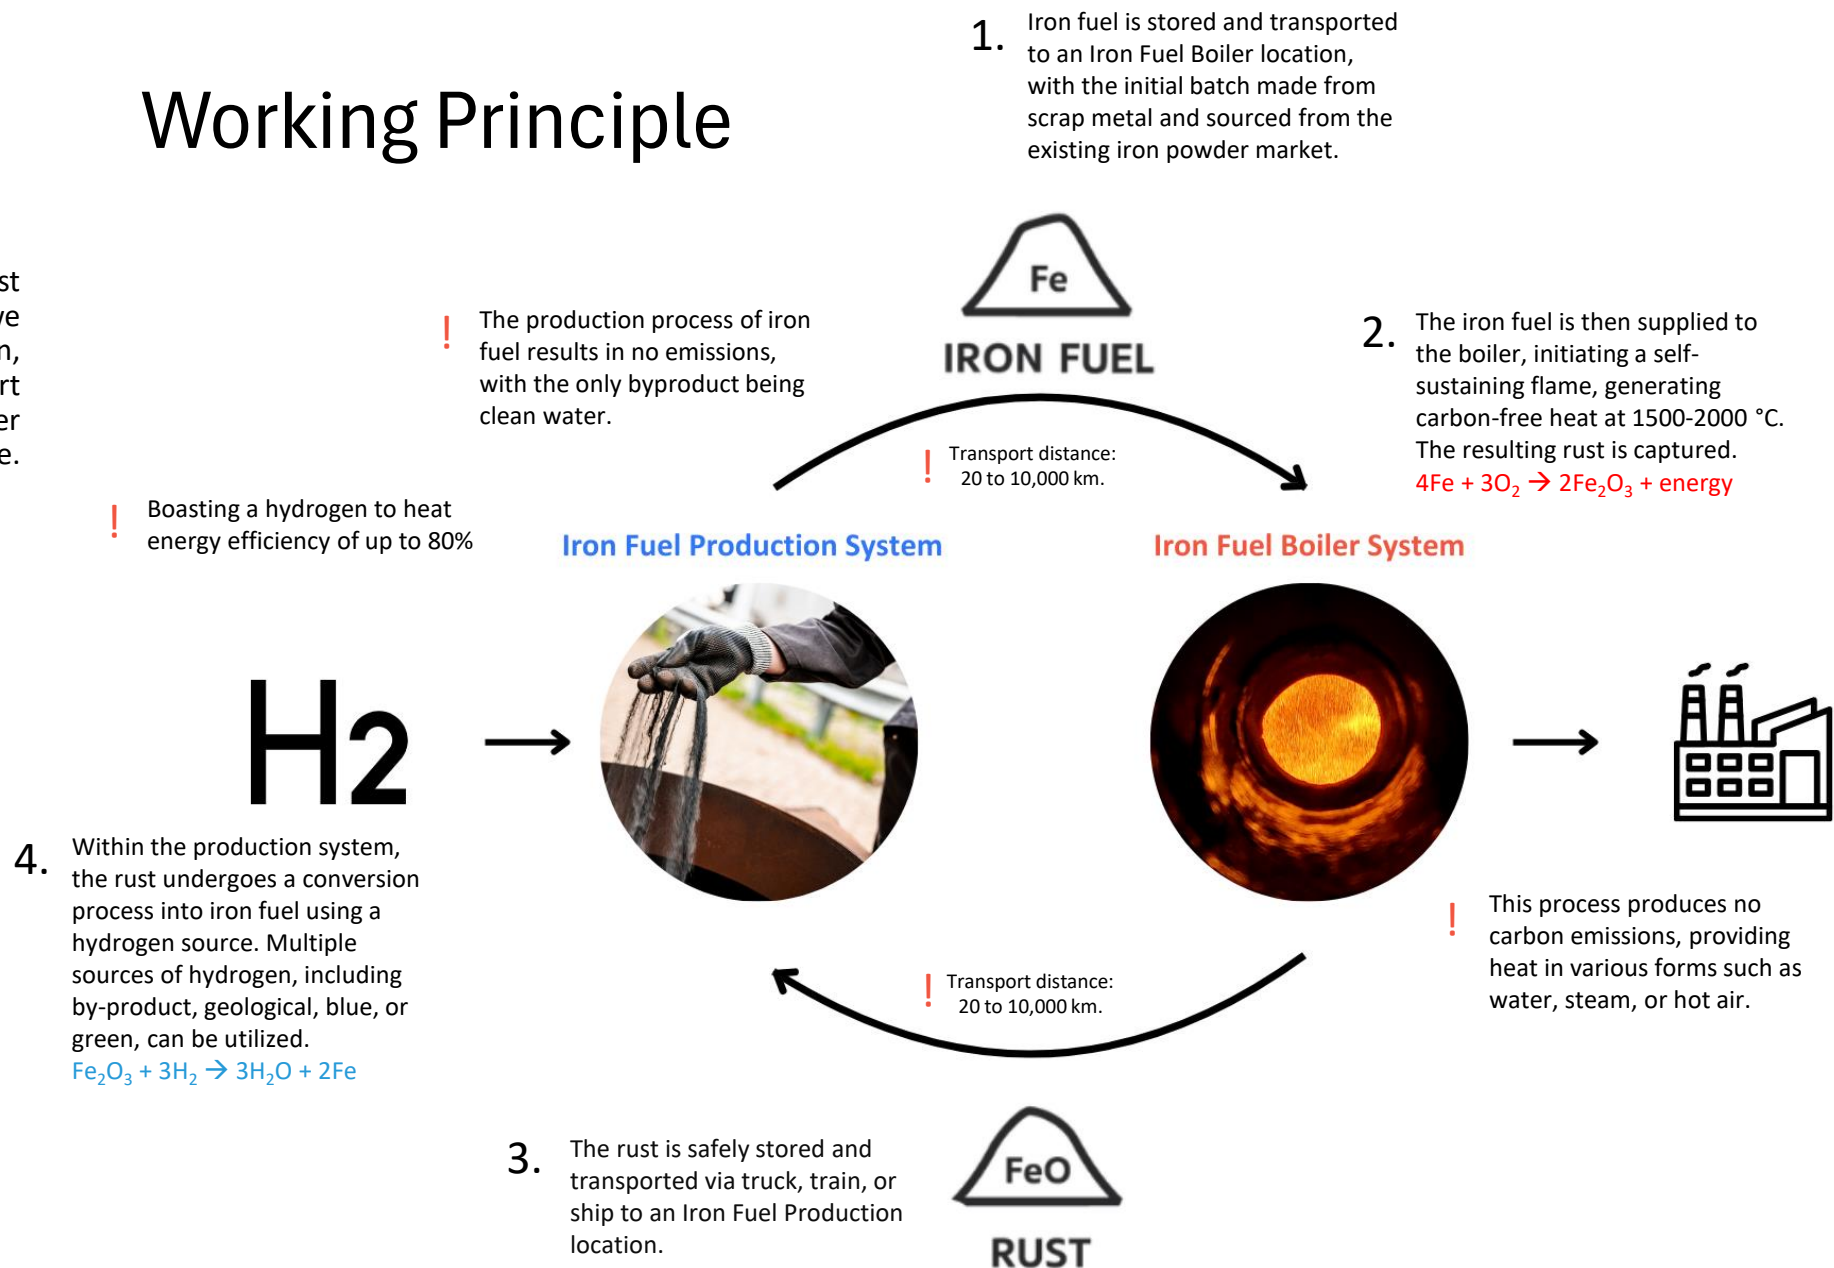 Working Principle
1. Iron fuel is stored and transported
to an Iron Fuel Boiler location,
with the initial batch made from
scrap metal and sourced from the
existing iron powder market.
Fe
IRON FUEL
! The production process of iron
fuel results in no emissions,
with the only byproduct being
clean water.
2. The iron fuel is then supplied to
the boiler, initiating a self-
sustaining flame, generating
carbon-free heat at 1500-2000 °C.
The resulting rust is captured.
4Fe + 3O₂ → 2Fe₂O₃ + energy
! Transport distance:
20 to 10,000 km.
! Boasting a hydrogen to heat
energy efficiency of up to 80%
Iron Fuel Production System
Iron Fuel Boiler System
H2
4. Within the production system,
the rust undergoes a conversion
process into iron fuel using a
hydrogen source. Multiple
sources of hydrogen, including
by-product, geological, blue, or
green, can be utilized.
Fe₂O₃ + 3H₂ → 3H₂O + 2Fe
! This process produces no
carbon emissions, providing
heat in various forms such as
water, steam, or hot air.
! Transport distance:
20 to 10,000 km.
3. The rust is safely stored and
transported via truck, train, or
ship to an Iron Fuel Production
location.
FeO
RUST